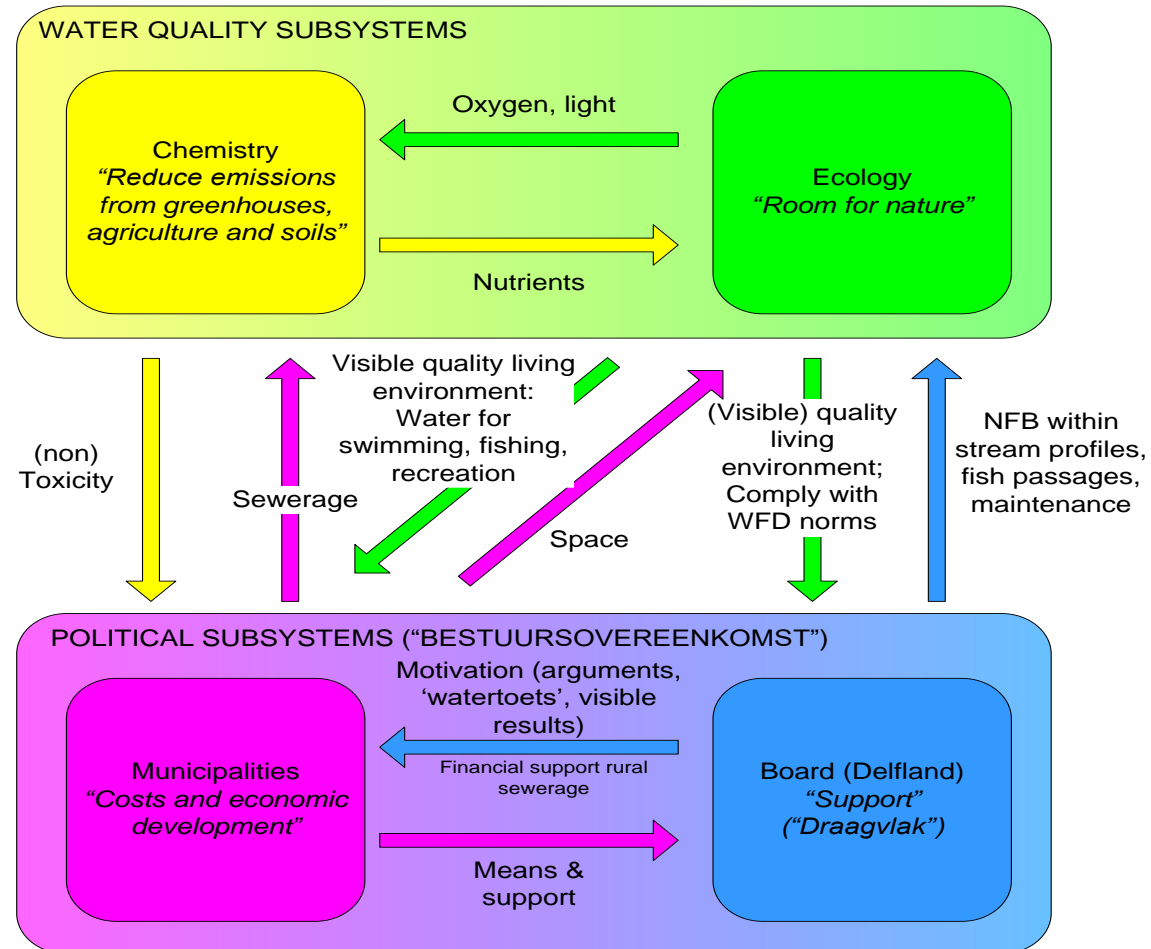 WATER QUALITY SUBSYSTEMS
Oxygen, light
Chemistry
“Reduce emissions
from greenhouses,
agriculture and soils”
Ecology
“Room for nature”
Nutrients
(non)
Toxicity
Sewerage
Visible quality living
environment:
Water for
swimming, fishing,
recreation
Space
(Visible) quality
living
environment;
Comply with
WFD norms
NFB within
stream profiles,
fish passages,
maintenance
POLITICAL SUBSYSTEMS (“BESTUURSOVEREENKOMST”)
Motivation (arguments,
‘watertoets’, visible
results)
Financial support rural
sewerage
Municipalities
“Costs and economic
development”
Board (Delfland)
“Support”
(“Draagvlak”)
Means &
support